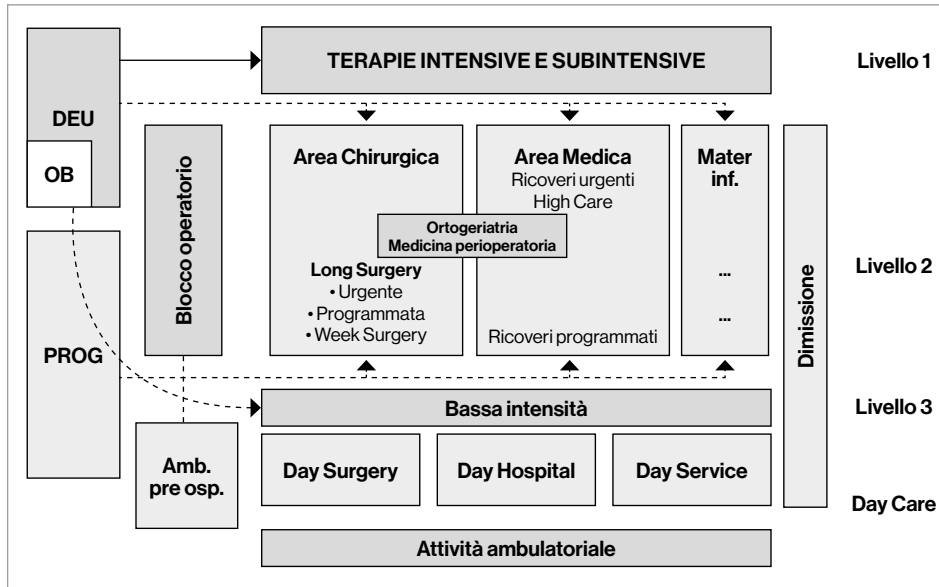 TERAPIE INTENSIVE E SUBINTENSIVE
Livello 1
DEU
OB
Blocco operatorio
Area Chirurgica
Area Medica
Ricoveri urgenti
High Care
Mater
inf.
Ortogeriatria
Medicina perioperatoria
Long Surgery
• Urgente
• Programmata
• Week Surgery
Ricoveri programmati
...
...
Dimissione
Livello 2
PROG
Bassa intensità
Livello 3
Amb.
pre osp.
Day Surgery
Day Hospital
Day Service
Day Care
Attività ambulatoriale